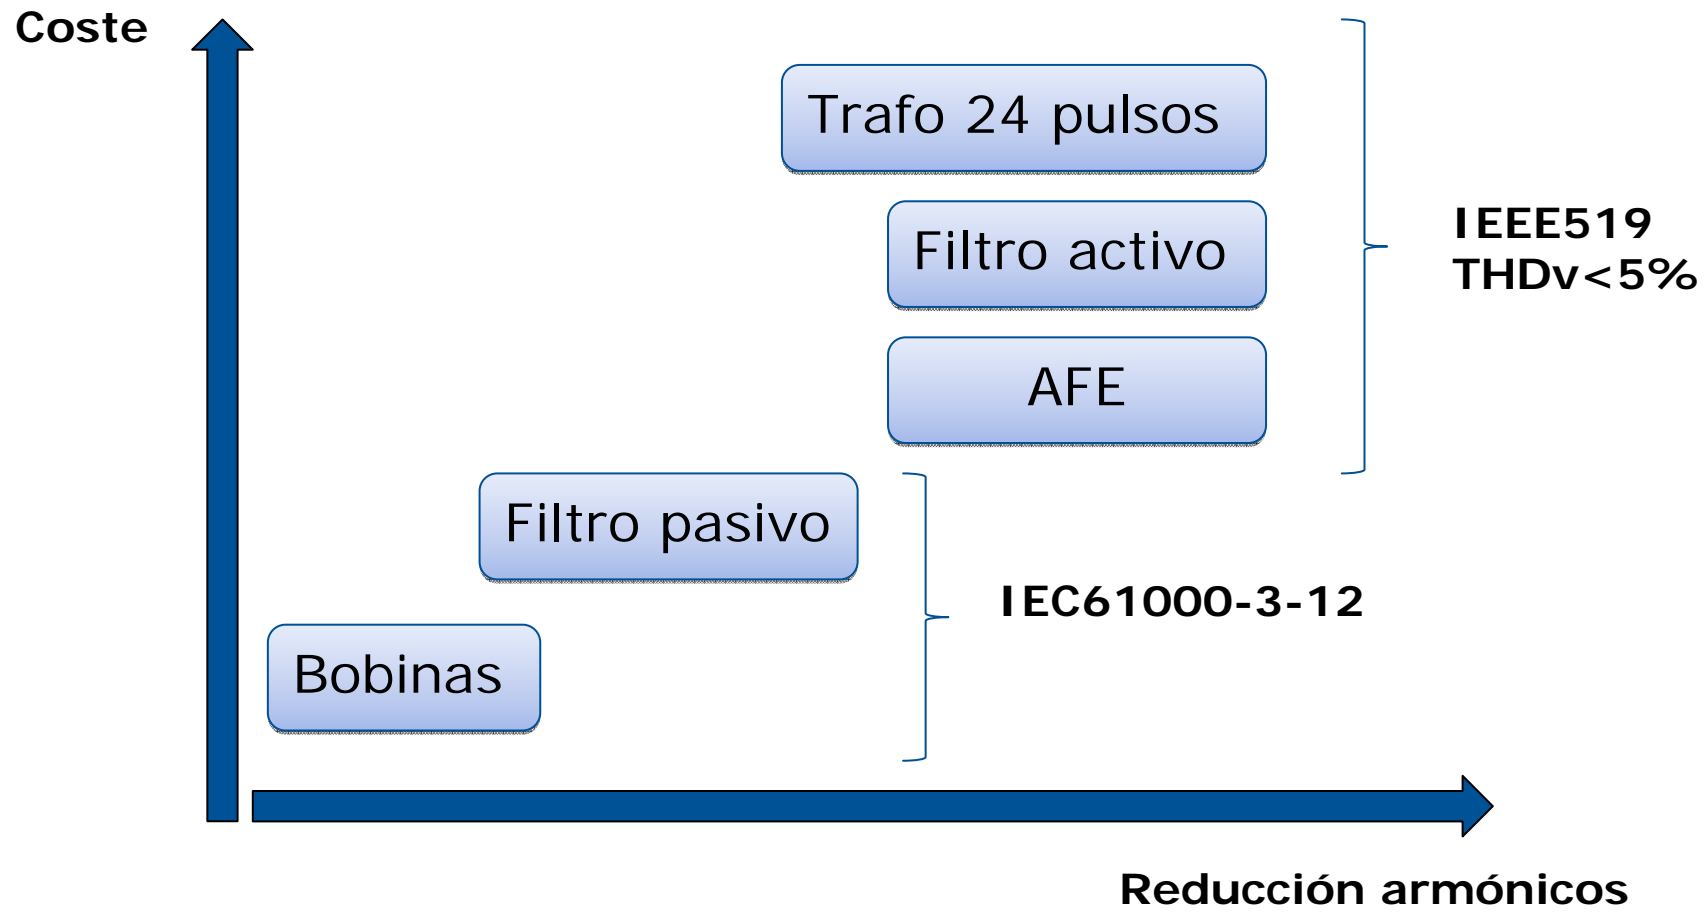 Coste
Trafo 24 pulsos
Filtro activo
IEEE519
THDv<5%
AFE
Filtro pasivo
IEC61000-3-12
Bobinas
Reducción armónicos